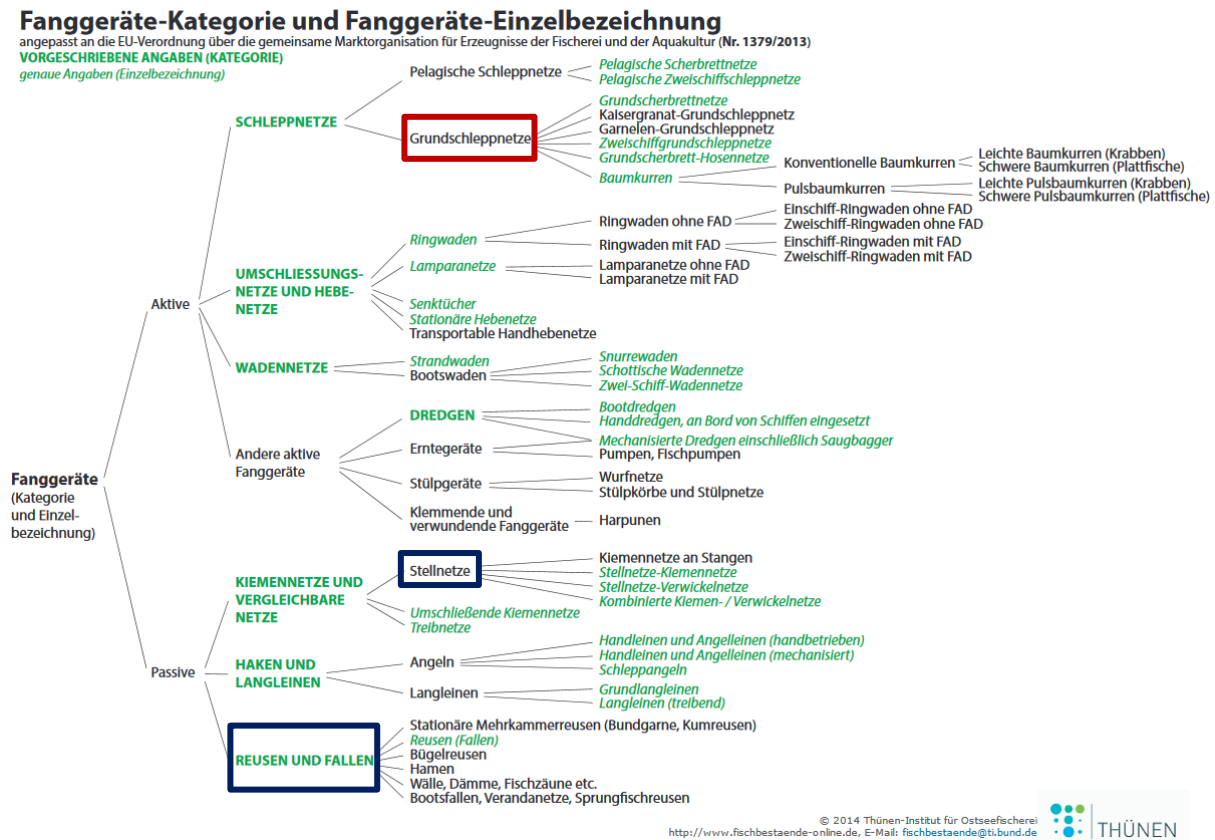 Fanggeräte-Kategorie und Fanggeräte-Einzelbezeichnung
angepasst an die EU-Verordnung über die gemeinsame Marktorganisation für Erzeugnisse der Fischerei und der Aquakultur (Nr. 1379/2013)
VORGESCHRIEBENE ANGABEN (KATEGORIE)
genaue Angaben (Einzelbezeichnung)
Fanggeräte
(Kategorie
und Einzel-
bezeichnung)
Aktive
SCHLEPPNETZE
Pelagische Schleppnetze
Pelagische Scherbrettnetze
Pelagische Zweischiffschleppnetze
Grundschleppnetze
Grundscherbrettnetze
Kaisergranat-Grundschleppnetz
Garnelen-Grundschleppnetz
Zweischiffgrundschleppnetze
Grundscherbrett-Hosennetze
Baumkurren
Konventionelle Baumkurren
Leichte Baumkurren (Krabben)
Schwere Baumkurren (Plattfische)
Pulsbaumkurren
Leichte Pulsbaumkurren (Krabben)
Schwere Pulsbaumkurren (Plattfische)
UMSCHLIESSUNGS-
NETZE UND HEBE-
NETZE
Ringwaden
Ringwaden ohne FAD
Einschiff-Ringwaden ohne FAD
Zweischiff-Ringwaden ohne FAD
Ringwaden mit FAD
Einschiff-Ringwaden mit FAD
Zweischiff-Ringwaden mit FAD
Lamparanetze
Lamparanetze ohne FAD
Lamparanetze mit FAD
Senktücher
Stationäre Hebenetze
Transportable Handhebenetze
WADENNETZE
Strandwaden
Bootswaden
Snurrewaden
Schottische Wadennetze
Zwei-Schiff-Wadennetze
Andere aktive
Fanggeräte
DREDGEN
Bootdredgen
Handdredgen, an Bord von Schiffen eingesetzt
Erntegeräte
Mechanisierte Dredgen einschließlich Saugbagger
Pumpen, Fischpumpen
Stülpgeräte
Wurfnetze
Stülpkörbe und Stülpnetze
Klemmende und
verwundende Fanggeräte
Harpunen
Passive
KIEMENNETZE UND
VERGLEICHBARE
NETZE
Stellnetze
Kiemennetze an Stangen
Stellnetze-Kiemennetze
Stellnetze-Verwickelnetze
Kombinierte Kiemen- / Verwickelnetze
Umschließende Kiemennetze
Treibnetze
HAKEN UND
LANGLEINEN
Angeln
Handleinen und Angelleinen (handbetrieben)
Handleinen und Angelleinen (mechanisiert)
Schleppangeln
Langleinen
Grundlangleinen
Langleinen (treibend)
REUSEN UND FALLEN
Stationäre Mehrkammerreusen (Bundgarne, Kumreusen)
Reusen (Fallen)
Bügelreusen
Hamen
Wälle, Dämme, Fischzäune etc.
Bootsfallen, Verandanetze, Sprungfischreusen
© 2014 Thünen-Institut für Ostseefischerei
http://www.fischbestaende-online.de, E-Mail: fischbestaende@ti.bund.de
THÜNEN